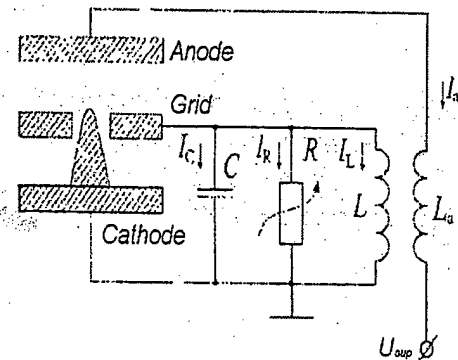 Anode
Grid
Cathode
I_C
C
I_R
R
I_L
L
I_a
L_a
U_sup